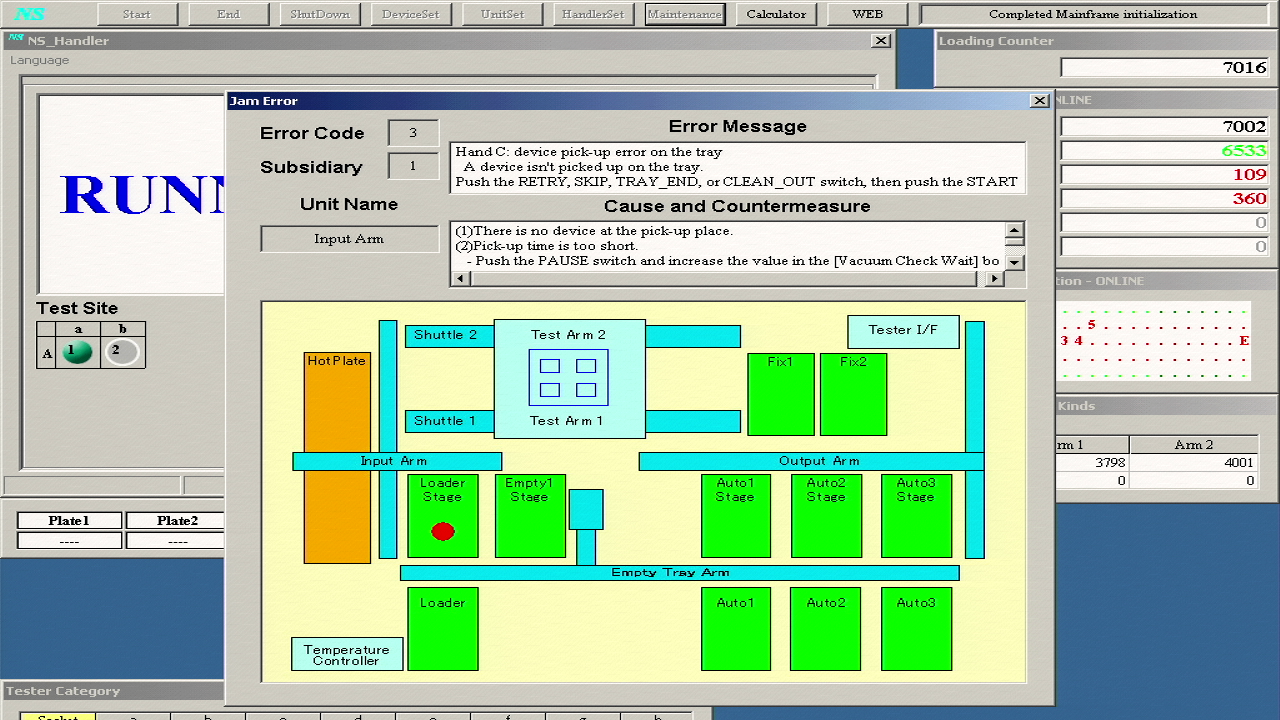 NS
Start
End
ShutDown
DeviceSet
UnitSet
HandlerSet
Maintenance
Calculator
WEB
Completed Mainframe initialization
NS NS_Handler
Language
Loading Counter
7016
NLINE
7002
6533
109
360
0
0
RUNN
Test Site
a b
A 1 2
Jam Error
Error Code 3
Subsidiary 1
Unit Name
Input Arm
Error Message
Hand C: device pick-up error on the tray
A device isn't picked up on the tray.
Push the RETRY, SKIP, TRAY_END, or CLEAN_OUT switch, then push the START
Cause and Countermeasure
(1)There is no device at the pick-up place.
(2)Pick-up time is too short.
- Push the PAUSE switch and increase the value in the [Vacuum Check Wait] bo
Shuttle 2
Test Arm 2
Tester I/F
HotPlate
Fix1
Fix2
Shuttle 1
Test Arm 1
Input Arm
Output Arm
Loader
Stage
Empty1
Stage
Auto1
Stage
Auto2
Stage
Auto3
Stage
Empty Tray Arm
Loader
Auto1
Auto2
Auto3
Temperature
Controller
tion - ONLINE
5
3 4 E
Kinds
rm 1 Arm 2
3798 4001
0 0
Plate1 Plate2
---- ----
Tester Category
Socket a b c d e f g h